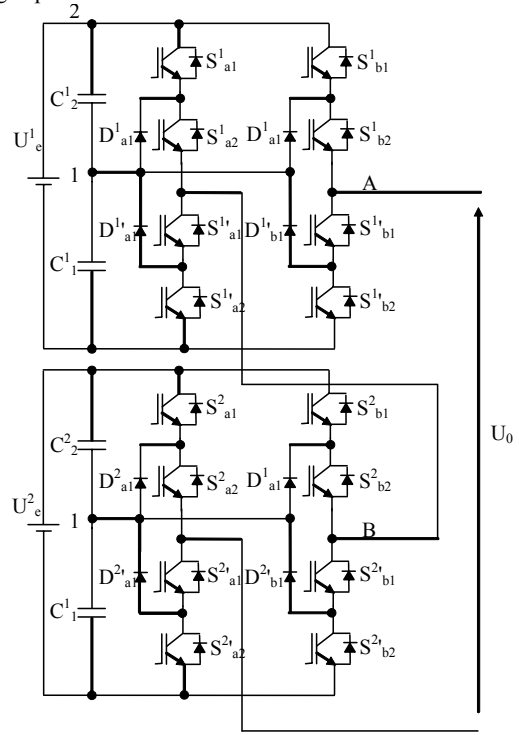 2
S¹a1 S¹b1
C¹2
U¹e D¹a1 S¹a2 D¹a1 S¹b2
1 A
D¹'a1 S¹'a1 D¹'b1 S¹'b1
C¹1
S¹'a2 S¹'b2
S²a1 S²b1
C²2
U0
U²e D²a1 S²a2 D¹a1 S²b2
1 B
D²'a1 S²'a1 D²'b1 S²'b1
C¹1
S²'a2 S²'b2